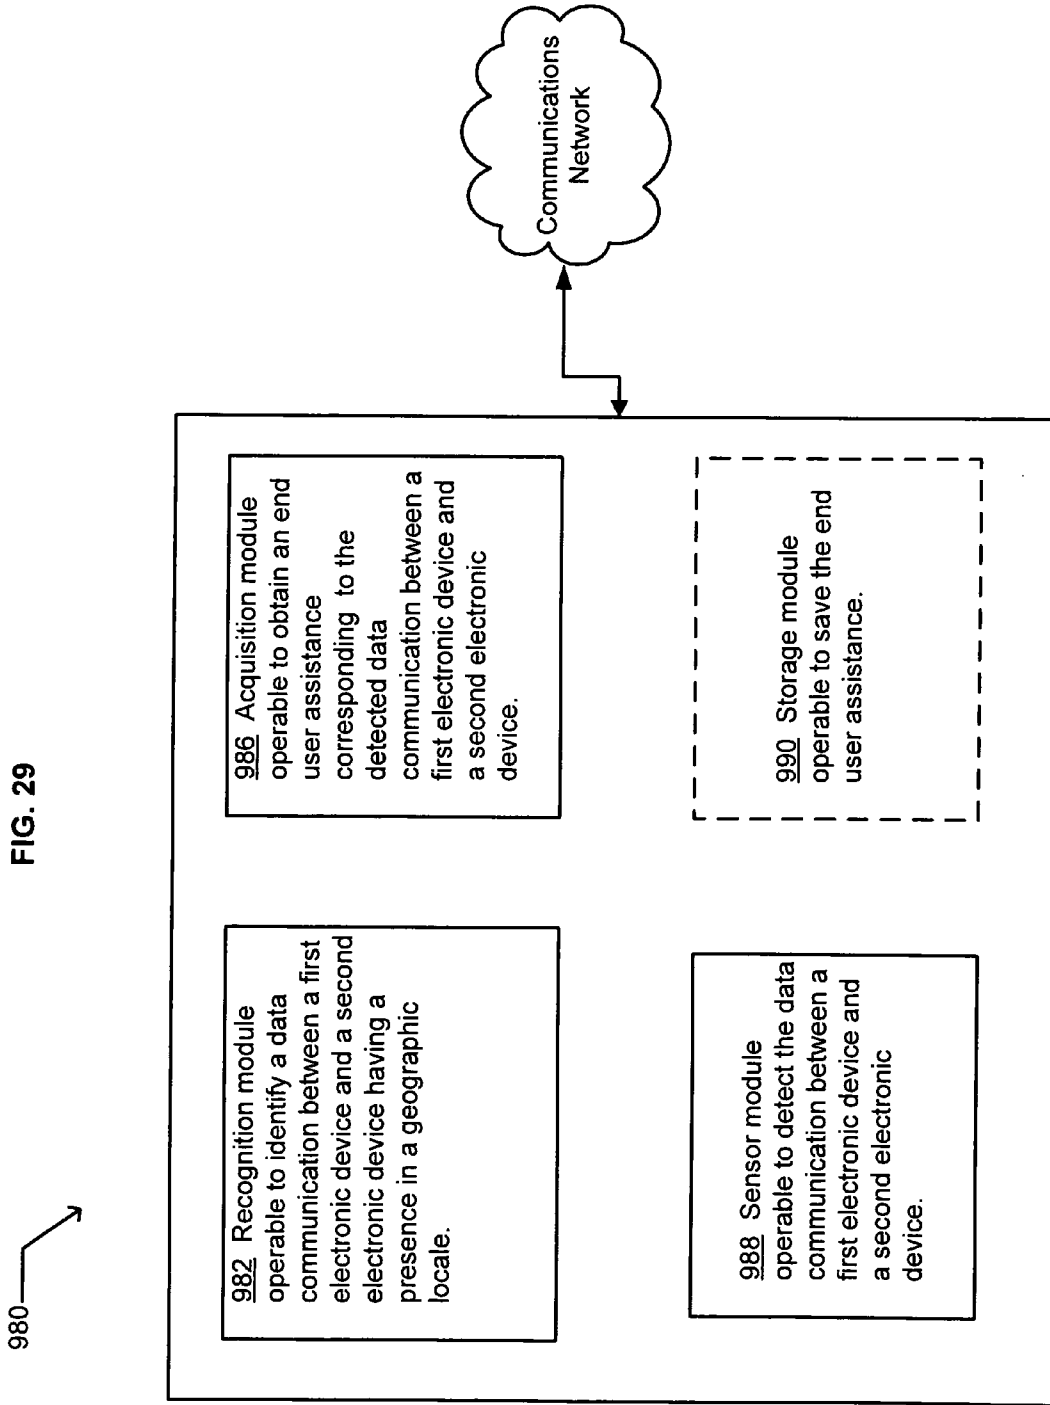 FIG. 29
980
982 Recognition module
operable to identify a data
communication between a first
electronic device and a second
electronic device having a
presence in a geographic
locale.
986 Acquisition module
operable to obtain an end
user assistance
corresponding to the
detected data
communication between a
first electronic device and
a second electronic
device.
988 Sensor module
operable to detect the data
communication between a
first electronic device and
a second electronic
device.
990 Storage module
operable to save the end
user assistance.
Communications
Network